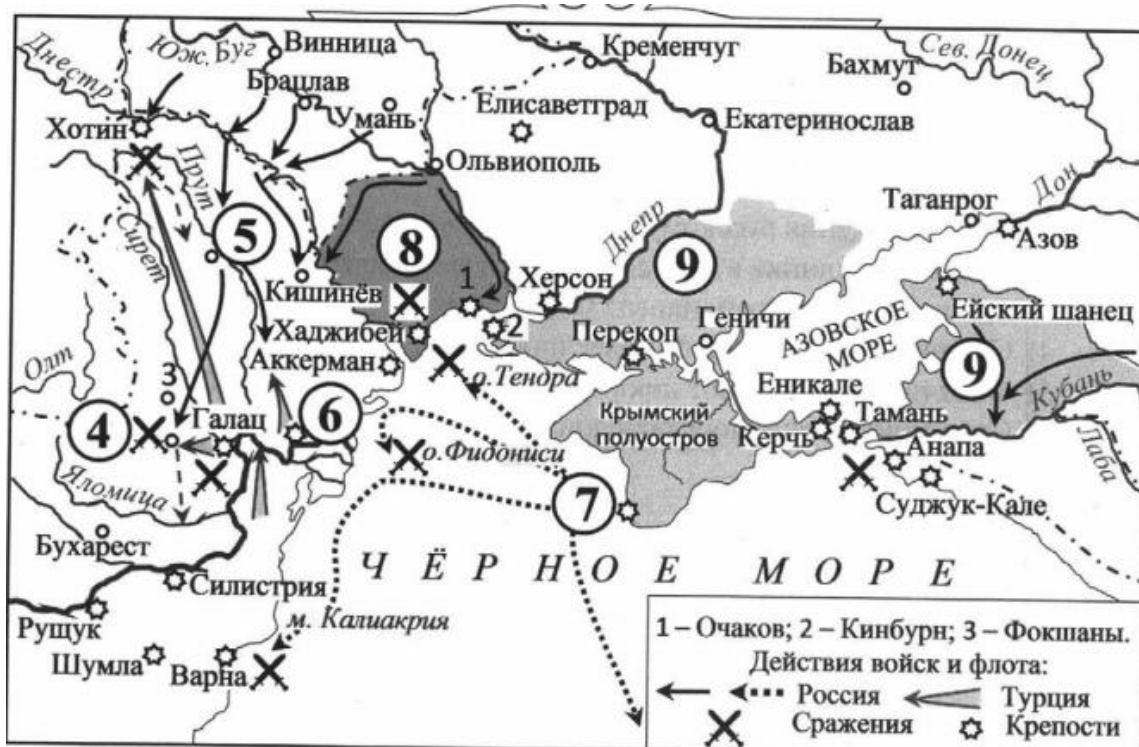 Днестр
Юж. Буг
Винница
Брацлав
Умань
Кременчуг
Елисаветград
Бахмут
Сев. Донец
Екатеринослав
Хотин
Ольвиополь
Прут
Сирет
5
8
Днепр
9
Таганрог
Дон
Азов
Кишинёв
1
Херсон
Ейский шанец
Хаджибей
2
Перекоп
Геничи
АЗОВСКОЕ
МОРЕ
9
Кубань
Олт
Аккерман
о. Тендра
Еникале
Тамань
3
4
Галац
6
Крымский
полуостров
Керчь
Анапа
Лаба
о. Фидониси
Суджук-Кале
Яломица
7
Бухарест
ЧЁРНОЕ МОРЕ
Силистрия
Рущук
м. Калиакрия
Шумла
Варна
1 – Очаков; 2 – Кинбурн; 3 – Фокшаны.
Действия войск и флота:
Россия Турция
Сражения Крепости